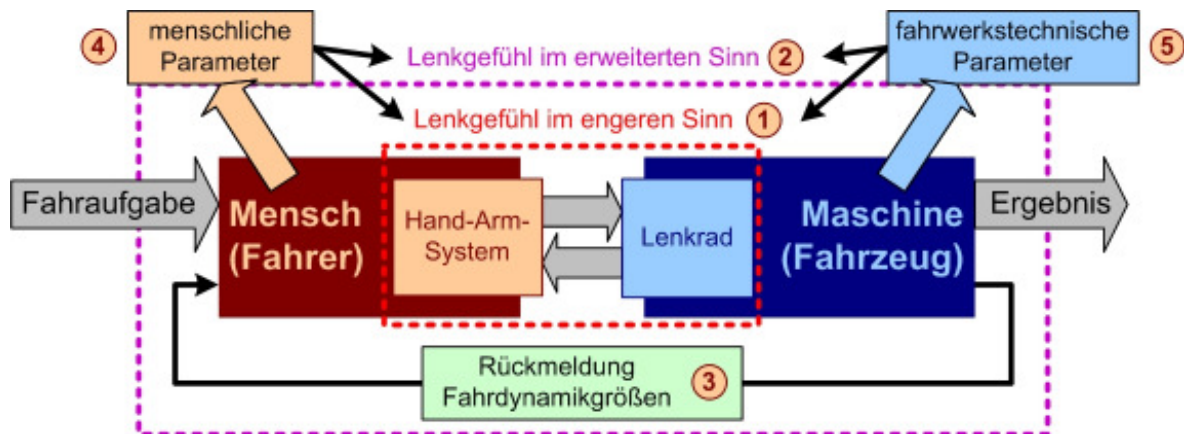 4
menschliche
Parameter
Lenkgefühl im erweiterten Sinn 2
fahrwerkstechnische
Parameter
5
Lenkgefühl im engeren Sinn 1
Fahraufgabe
Mensch
(Fahrer)
Hand-Arm-
System
Lenkrad
Maschine
(Fahrzeug)
Ergebnis
Rückmeldung
Fahrdynamikgrößen
3